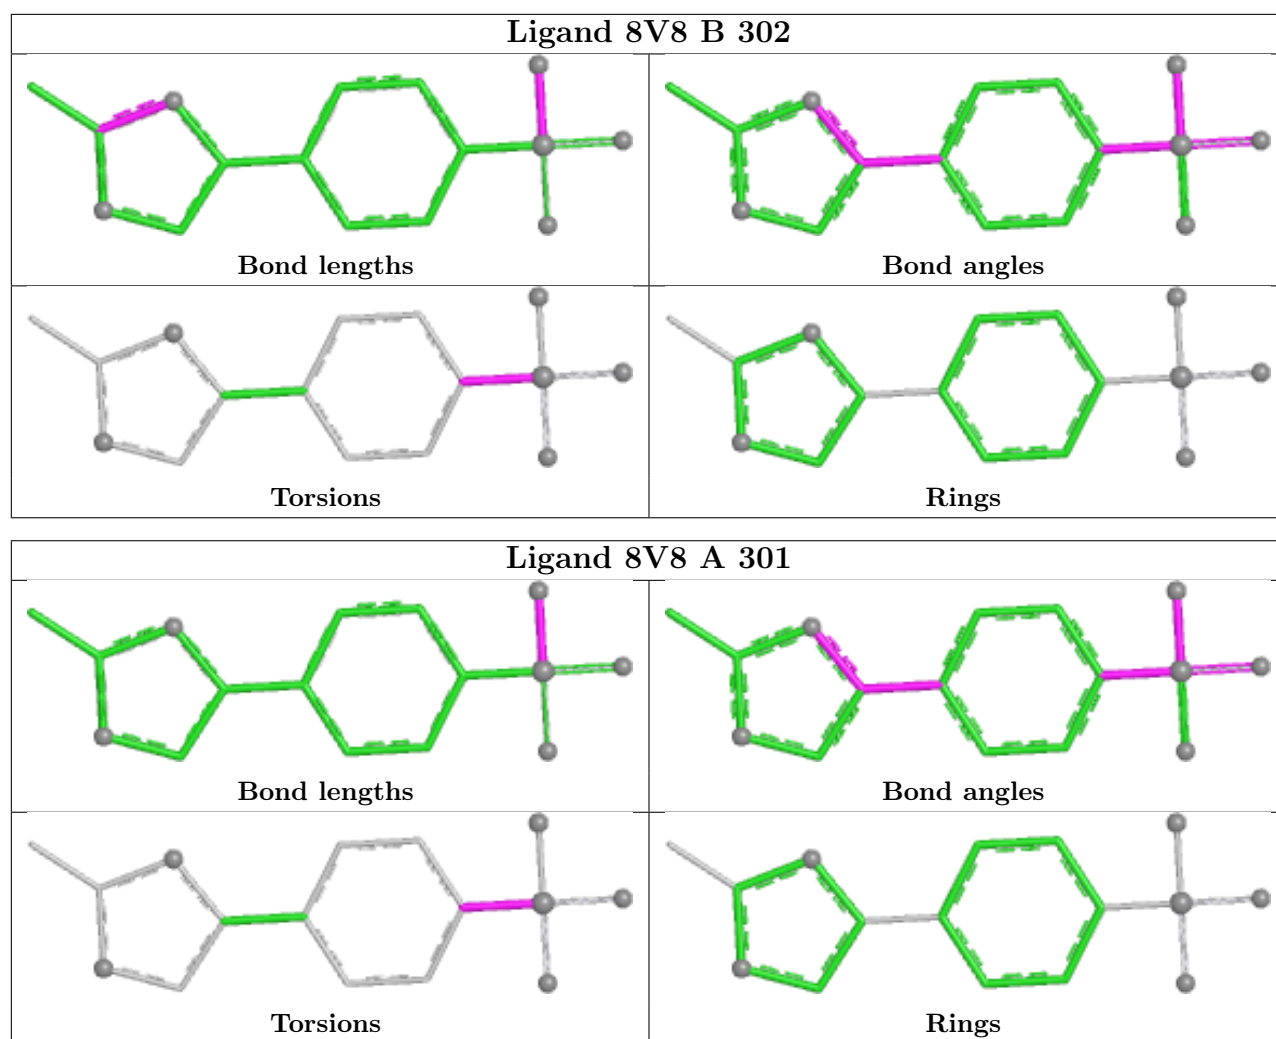 Ligand 8V8 B 302
Bond lengths
Bond angles
Torsions
Rings
Ligand 8V8 A 301
Bond lengths
Bond angles
Torsions
Rings